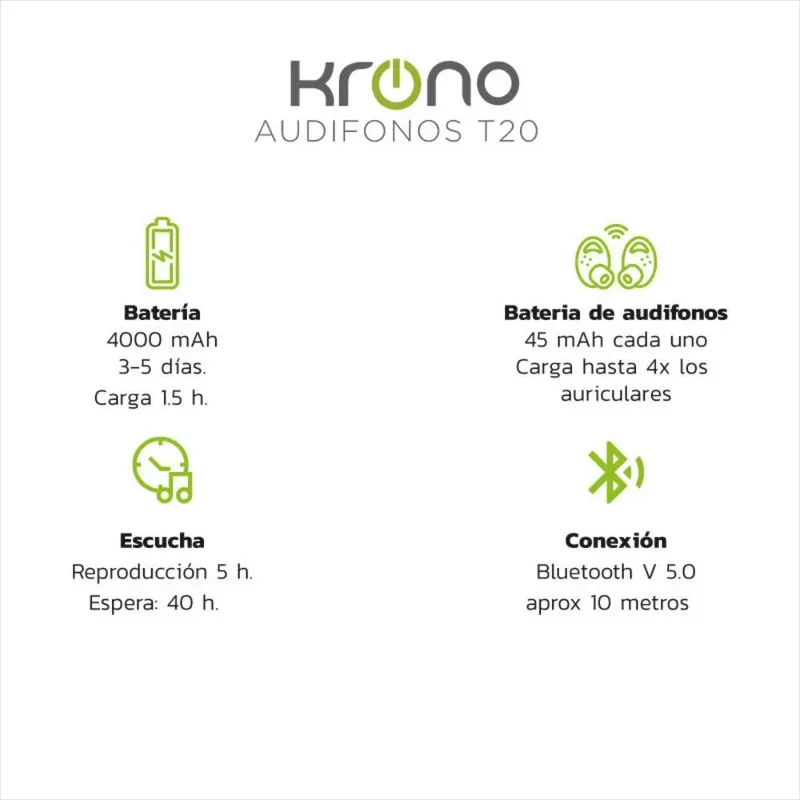 Krono
AUDIFONOS T20
Batería
4000 mAh
3-5 días.
Carga 1.5 h.
Bateria de audifonos
45 mAh cada uno
Carga hasta 4x los
auriculares
Escucha
Reproducción 5 h.
Espera: 40 h.
Conexión
Bluetooth V 5.0
aprox 10 metros